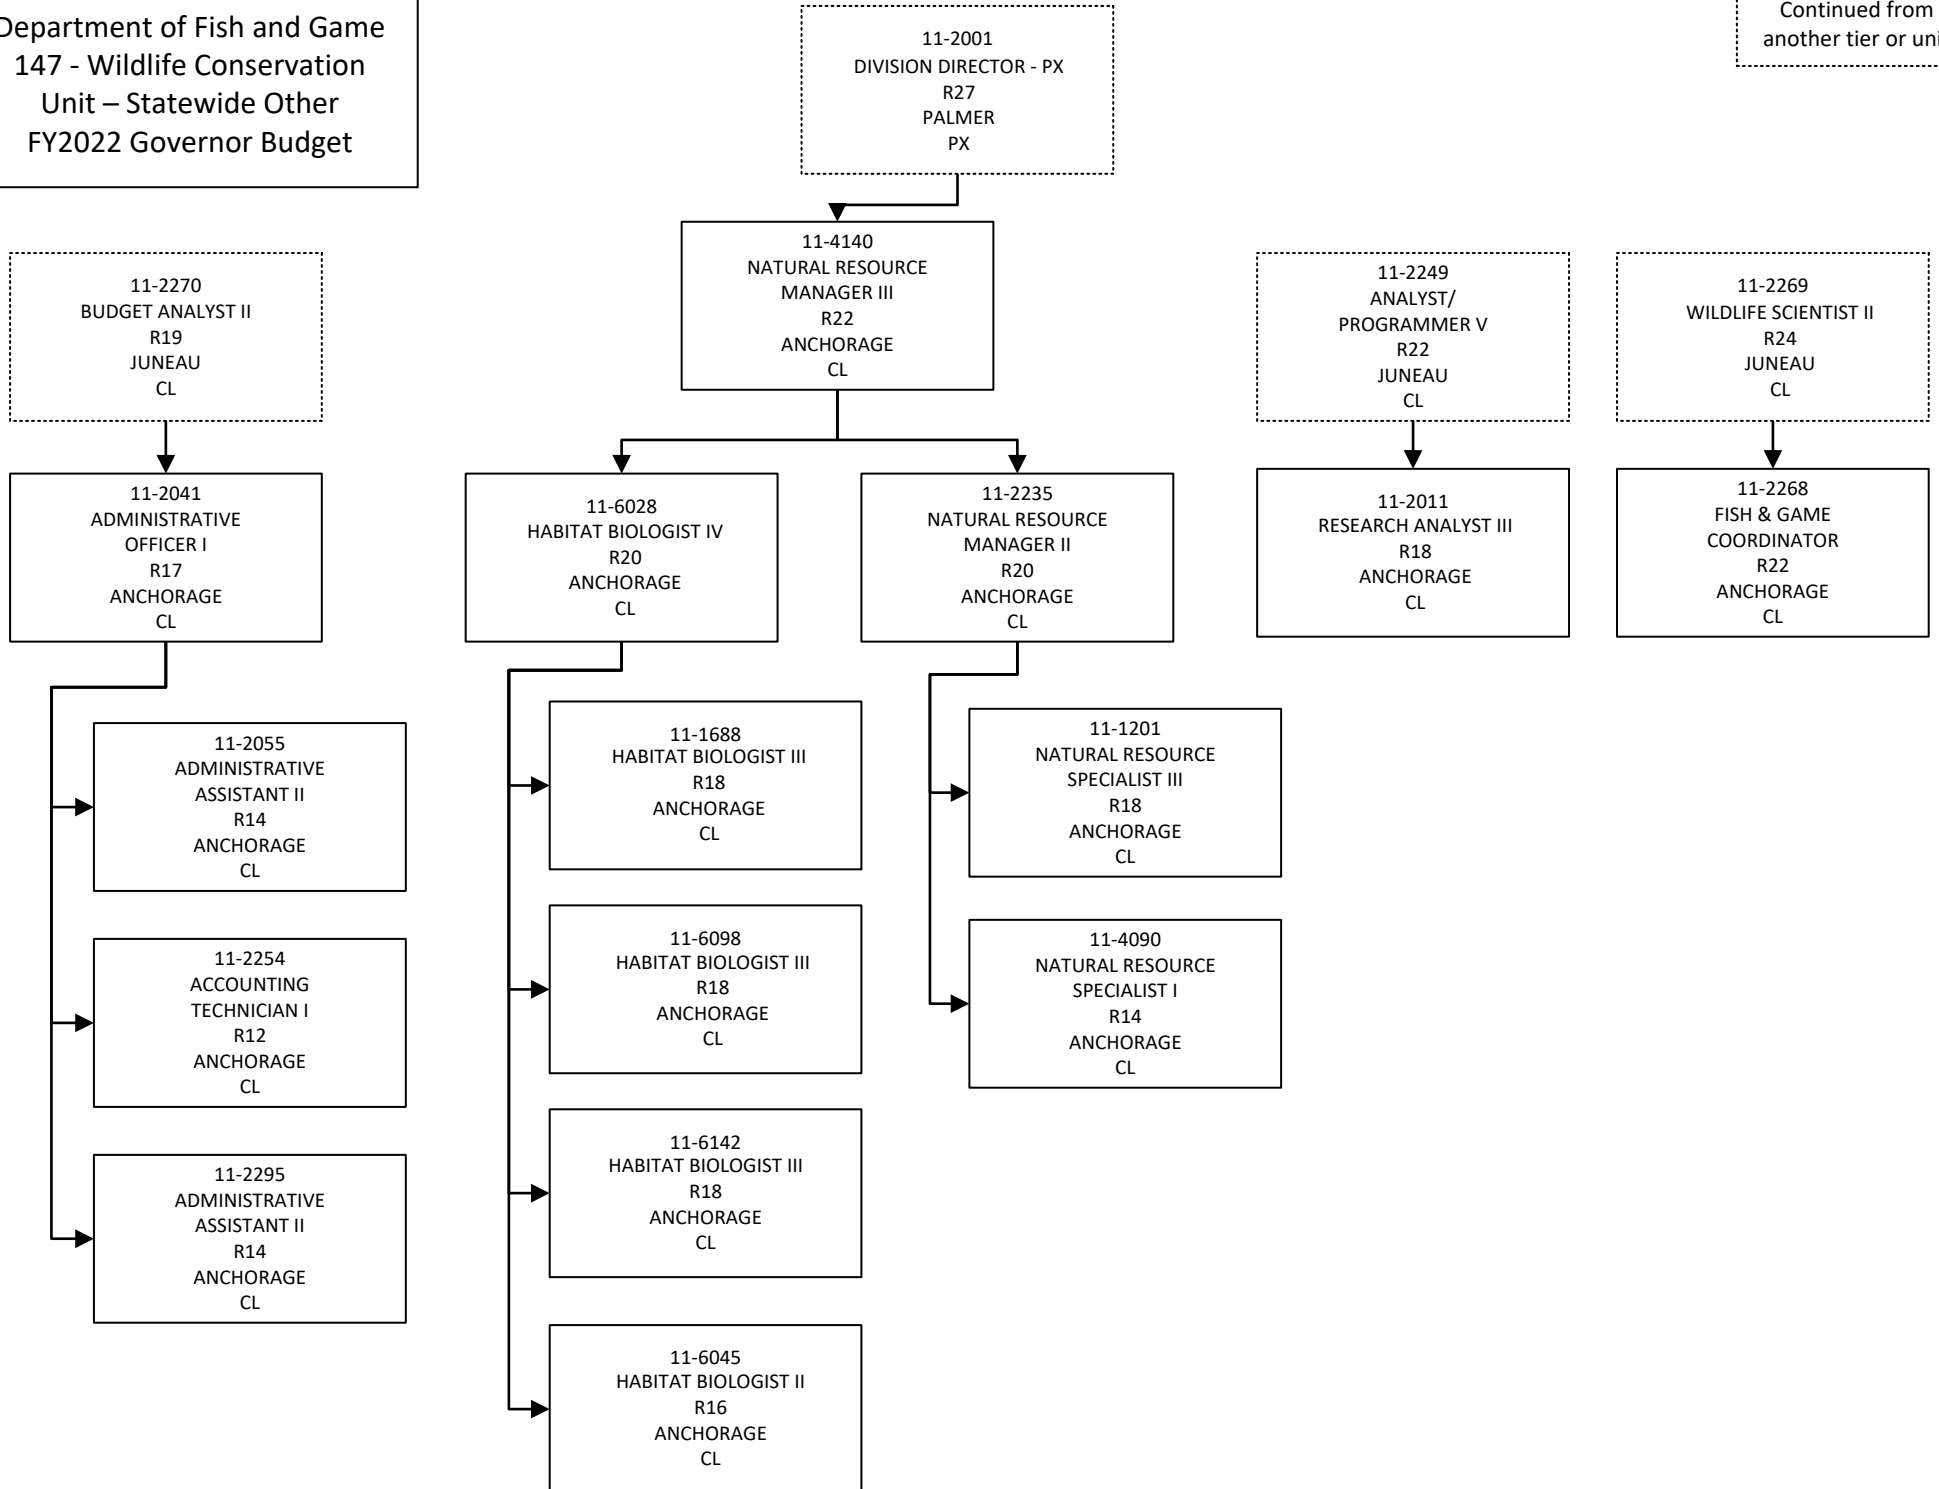 Department of Fish and Game
147 - Wildlife Conservation
Unit – Statewide Other
FY2022 Governor Budget
11-2001
DIVISION DIRECTOR - PX
R27
PALMER
PX
Continued from
another tier or uni
11-4140
NATURAL RESOURCE
MANAGER III
R22
ANCHORAGE
CL
11-2270
BUDGET ANALYST II
R19
JUNEAU
CL
11-2249
ANALYST/
PROGRAMMER V
R22
JUNEAU
CL
11-2269
WILDLIFE SCIENTIST II
R24
JUNEAU
CL
11-2041
ADMINISTRATIVE
OFFICER I
R17
ANCHORAGE
CL
11-6028
HABITAT BIOLOGIST IV
R20
ANCHORAGE
CL
11-2235
NATURAL RESOURCE
MANAGER II
R20
ANCHORAGE
CL
11-2011
RESEARCH ANALYST III
R18
ANCHORAGE
CL
11-2268
FISH & GAME
COORDINATOR
R22
ANCHORAGE
CL
11-2055
ADMINISTRATIVE
ASSISTANT II
R14
ANCHORAGE
CL
11-2254
ACCOUNTING
TECHNICIAN I
R12
ANCHORAGE
CL
11-2295
ADMINISTRATIVE
ASSISTANT II
R14
ANCHORAGE
CL
11-1688
HABITAT BIOLOGIST III
R18
ANCHORAGE
CL
11-6098
HABITAT BIOLOGIST III
R18
ANCHORAGE
CL
11-6142
HABITAT BIOLOGIST III
R18
ANCHORAGE
CL
11-6045
HABITAT BIOLOGIST II
R16
ANCHORAGE
CL
11-1201
NATURAL RESOURCE
SPECIALIST III
R18
ANCHORAGE
CL
11-4090
NATURAL RESOURCE
SPECIALIST I
R14
ANCHORAGE
CL